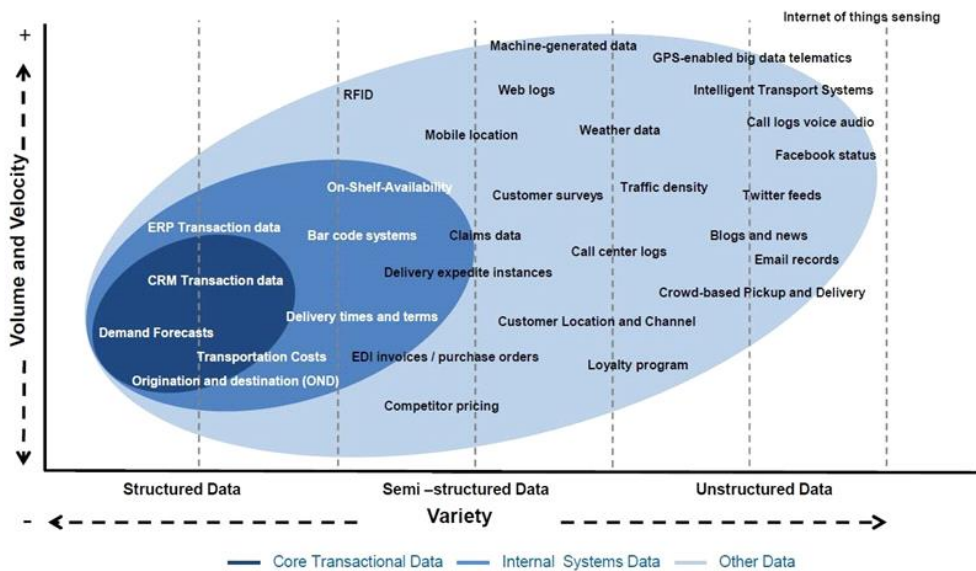 Internet of things sensing
+
Machine-generated data
GPS-enabled big data telematics
RFID
Web logs
Intelligent Transport Systems
Mobile location
Weather data
Call logs voice audio
Facebook status
On-Shelf-Availability
Customer surveys
Traffic density
Twitter feeds
ERP Transaction data
Bar code systems
Claims data
Call center logs
Blogs and news
Email records
CRM Transaction data
Delivery expedite instances
Crowd-based Pickup and Delivery
Demand Forecasts
Delivery times and terms
Customer Location and Channel
Transportation Costs
EDI invoices / purchase orders
Loyalty program
Origination and destination (OND)
Competitor pricing
Volume and Velocity
Structured Data
Semi –structured Data
Unstructured Data
-
Variety
Core Transactional Data
Internal Systems Data
Other Data